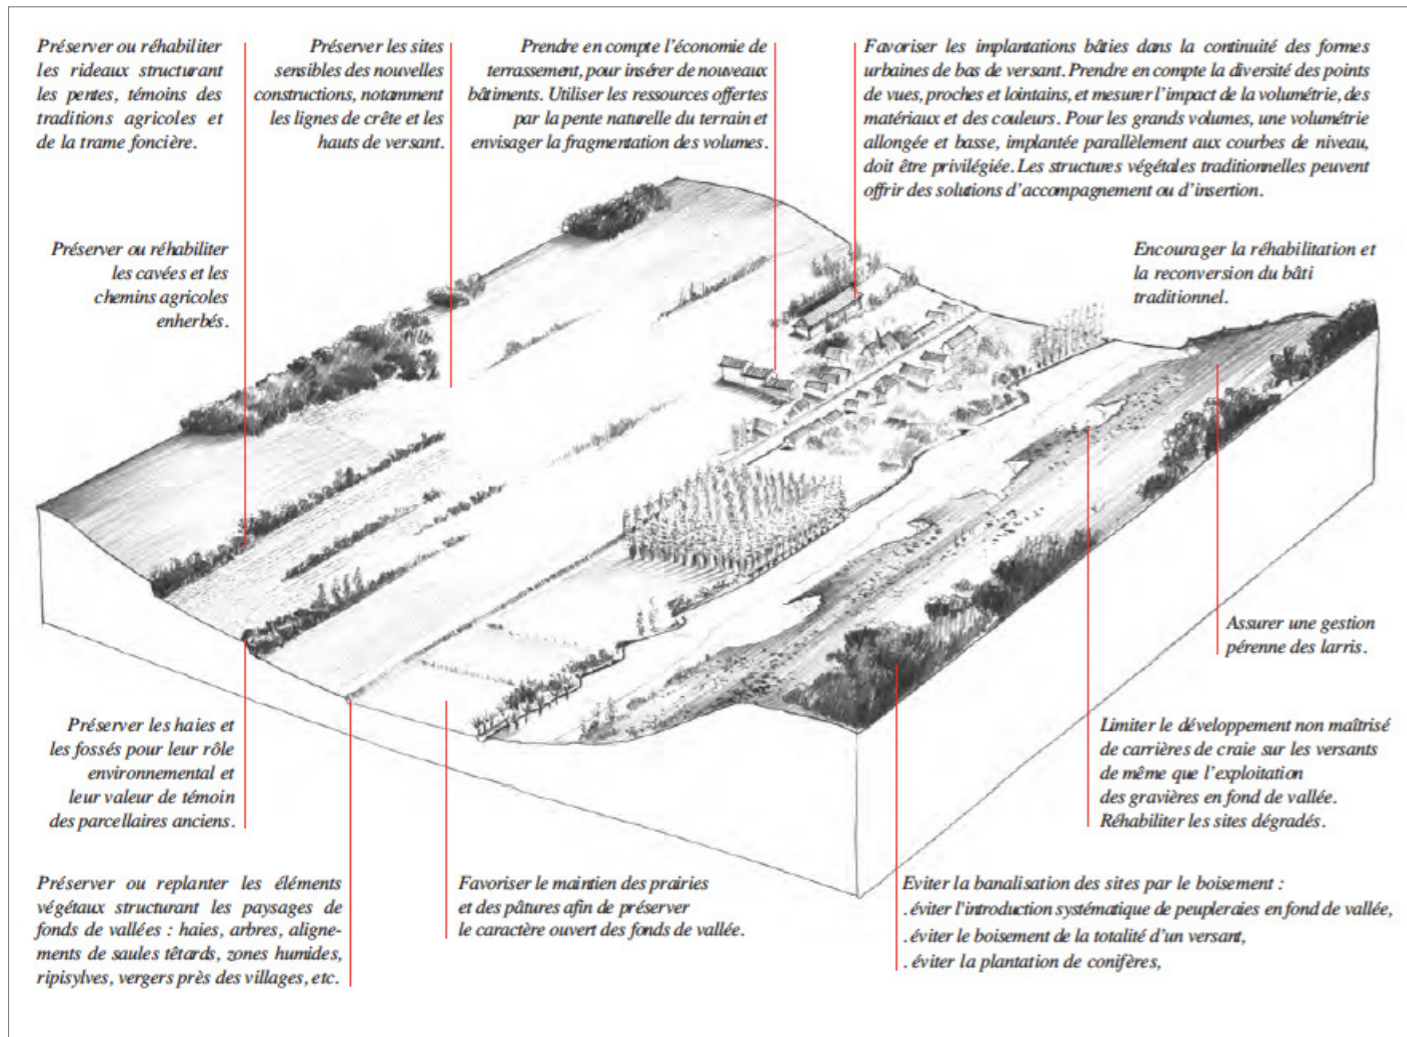 Préserver ou réhabiliter
les rideaux structurant
les pentes, témoins des
traditions agricoles et
de la trame foncière.
Préserver les sites
sensibles des nouvelles
constructions, notamment
les lignes de crête et les
hauts de versant.
Prendre en compte l'économie de
terrassement, pour insérer de nouveaux
bâtiments. Utiliser les ressources offertes
par la pente naturelle du terrain et
envisager la fragmentation des volumes.
Favoriser les implantations bâties dans la continuité des formes
urbaines de bas de versant. Prendre en compte la diversité des points
de vues, proches et lointains, et mesurer l'impact de la volumétrie, des
matériaux et des couleurs. Pour les grands volumes, une volumétrie
allongée et basse, implantée parallèlement aux courbes de niveau,
doit être privilégiée. Les structures végétales traditionnelles peuvent
offrir des solutions d'accompagnement ou d'insertion.
Préserver ou réhabiliter
les cavées et les
chemins agricoles
enherbés.
Encourager la réhabilitation et
la reconversion du bâti
traditionnel.
Assurer une gestion
pérenne des larris.
Préserver les haies et
les fossés pour leur rôle
environnemental et
leur valeur de témoin
des parcellaires anciens.
Limiter le développement non maîtrisé
de carrières de craie sur les versants
de même que l'exploitation
des gravières en fond de vallée.
Réhabiliter les sites dégradés.
Préserver ou replanter les éléments
végétaux structurant les paysages de
fonds de vallées : haies, arbres, aligne-
ments de saules têtards, zones humides,
ripisylves, vergers près des villages, etc.
Favoriser le maintien des prairies
et des pâtures afin de préserver
le caractère ouvert des fonds de vallée.
Eviter la banalisation des sites par le boisement :
. éviter l'introduction systématique de peupleraies en fond de vallée,
. éviter le boisement de la totalité d'un versant,
. éviter la plantation de conifères,